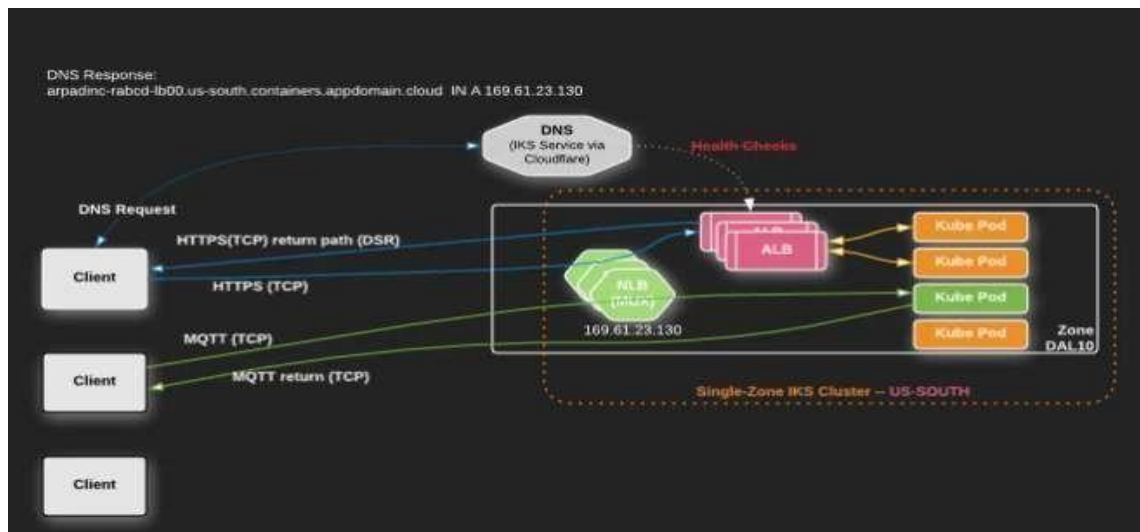 DNS Response:
arpadinc-rabcd-lb00.us-south.containers.appdomain.cloud IN A 169.61.23.130
DNS
(IKS Service via
Cloudflare)
Health Checks
DNS Request
HTTPS(TCP) return path (DSR)
Client
HTTPS (TCP)
ALB
ALB
Kube Pod
Kube Pod
Kube Pod
Kube Pod
NLB
(MUX)
169.61.23.130
Zone
DAL10
MQTT (TCP)
Client
MQTT return (TCP)
Single-Zone IKS Cluster -- US-SOUTH
Client